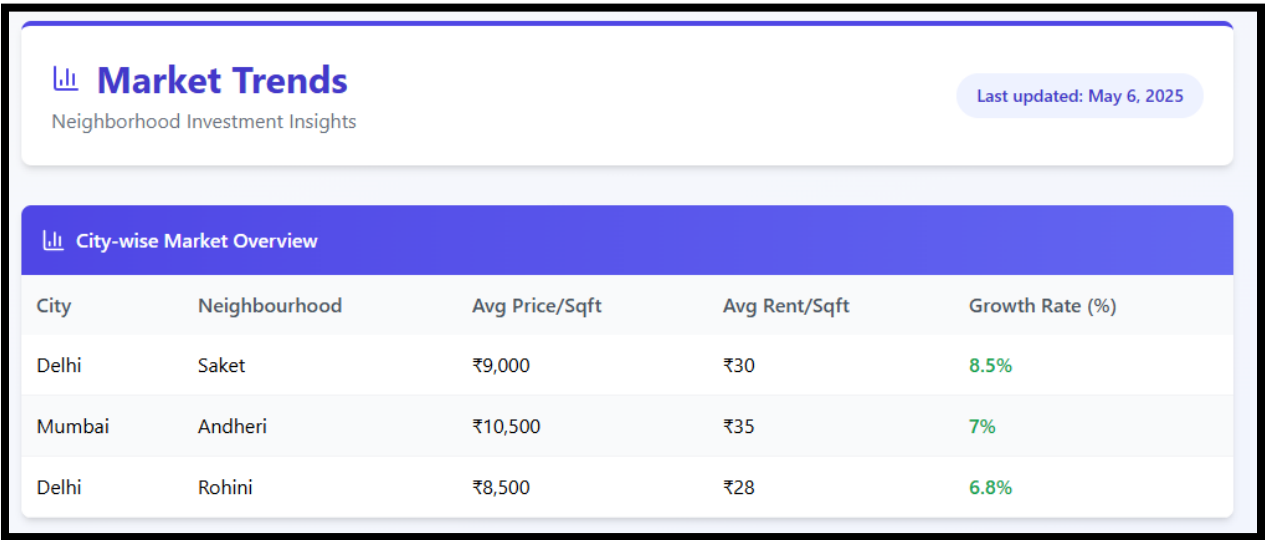 Market Trends
Neighborhood Investment Insights
Last updated: May 6, 2025
City-wise Market Overview
City Neighbourhood Avg Price/Sqft Avg Rent/Sqft Growth Rate (%)
Delhi Saket ₹9,000 ₹30 8.5%
Mumbai Andheri ₹10,500 ₹35 7%
Delhi Rohini ₹8,500 ₹28 6.8%